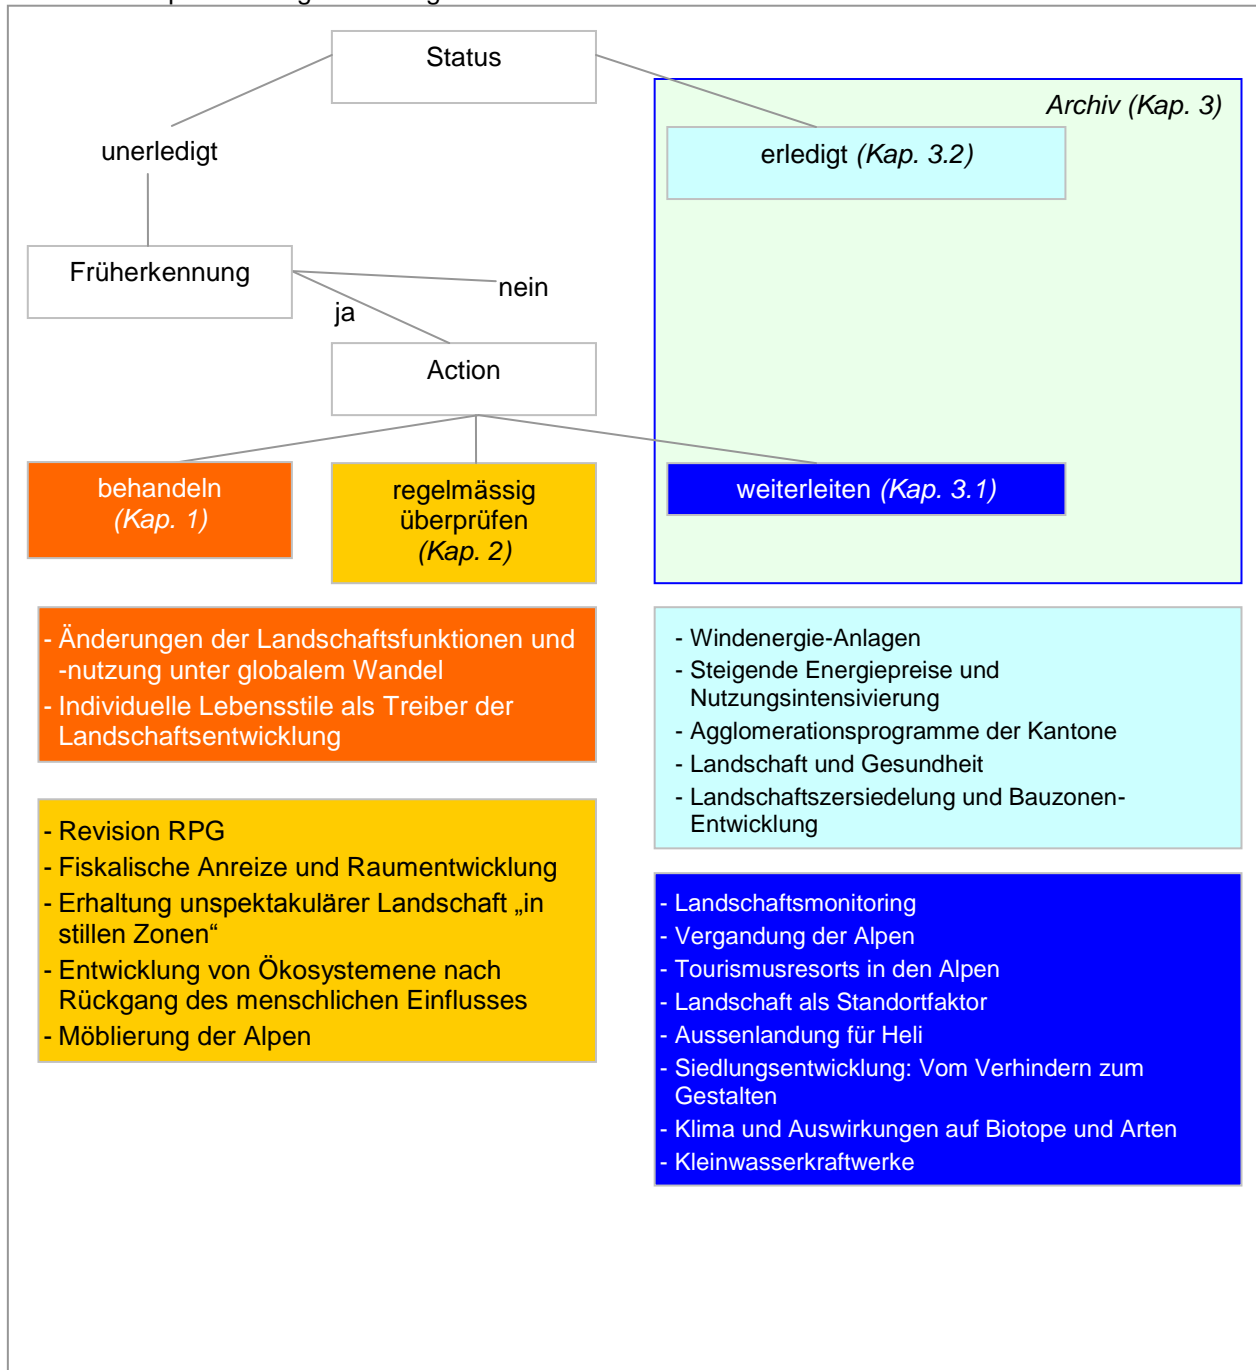 Status
Archiv (Kap. 3)
unerledigt
erledigt (Kap. 3.2)
Früherkennung
nein
ja
Action
behandeln
(Kap. 1)
regelmässig
überprüfen
(Kap. 2)
weiterleiten (Kap. 3.1)
- Änderungen der Landschaftsfunktionen und
-nutzung unter globalem Wandel
- Individuelle Lebensstile als Treiber der
Landschaftsentwicklung
- Revision RPG
- Fiskalische Anreize und Raumentwicklung
- Erhaltung unspektakulärer Landschaft „in
stillen Zonen“
- Entwicklung von Ökosystemene nach
Rückgang des menschlichen Einflusses
- Möblierung der Alpen
- Windenergie-Anlagen
- Steigende Energiepreise und
Nutzungsintensivierung
- Agglomerationsprogramme der Kantone
- Landschaft und Gesundheit
- Landschaftszersiedelung und Bauzonen-
Entwicklung
- Landschaftsmonitoring
- Vergandung der Alpen
- Tourismusresorts in den Alpen
- Landschaft als Standortfaktor
- Aussenlandung für Heli
- Siedlungsentwicklung: Vom Verhindern zum
Gestalten
- Klima und Auswirkungen auf Biotope und Arten
- Kleinwasserkraftwerke